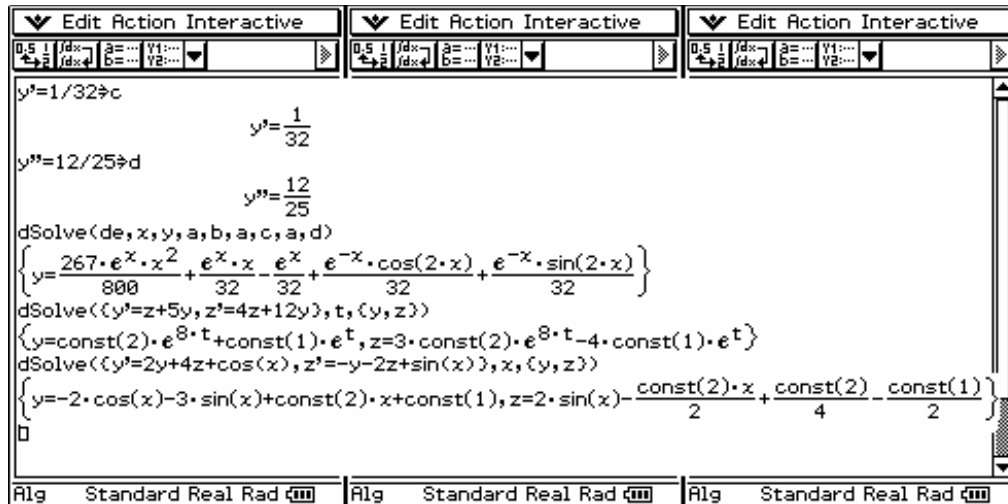 Edit Action Interactive Edit Action Interactive Edit Action Interactive
y'=1/32⇒c
y'=1/32
y''=12/25⇒d
y''=12/25
dSolve(de,x,y,a,b,a,c,a,d)
{y=267·e^x·x^2/800+e^x·x/32-e^x/32+e^-x·cos(2·x)/32+e^-x·sin(2·x)/32}
dSolve({y'=z+5y,z'=4z+12y},t,{y,z})
{y=const(2)·e^8·t+const(1)·e^t,z=3·const(2)·e^8·t-4·const(1)·e^t}
dSolve({y'=2y+4z+cos(x),z'=-y-2z+sin(x)},x,{y,z})
{y=-2·cos(x)-3·sin(x)+const(2)·x+const(1),z=2·sin(x)-const(2)·x/2+const(2)/4-const(1)/2}
Alg Standard Real Rad Alg Standard Real Rad Alg Standard Real Rad